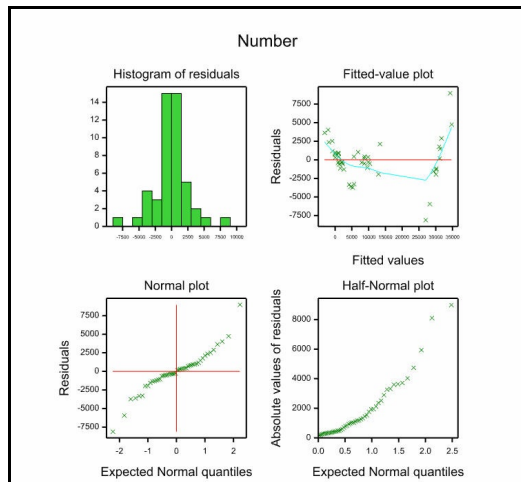 Number
Histogram of residuals
14
12
10
8
6
4
2
0
-7500 -5000 -2500 0 2500 5000 7500 10000
Fitted-value plot
Residuals
7500
5000
2500
0
-2500
-5000
-7500
0 5000 10000 15000 20000 25000 30000 35000
Fitted values
Normal plot
Residuals
7500
5000
2500
0
-2500
-5000
-7500
-2 -1 0 1 2
Expected Normal quantiles
Half-Normal plot
Absolute values of residuals
8000
6000
4000
2000
0
0.0 0.5 1.0 1.5 2.0 2.5
Expected Normal quantiles